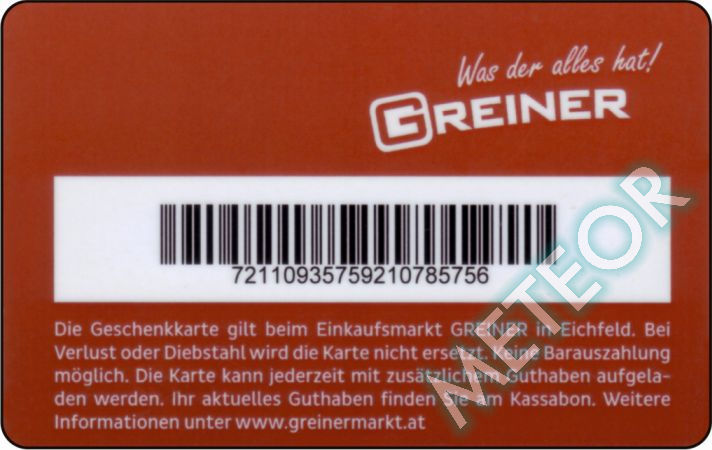 Was der alles hat!
GREINER
721109357592107​85756
Die Geschenkkarte gilt beim Einkaufsmarkt GREINER in Eichfeld. Bei
Verlust oder Diebstahl wird die Karte nicht ersetzt. Keine Barauszahlung
möglich. Die Karte kann jederzeit mit zusätzlichem Guthaben aufgela-
den werden. Ihr aktuelles Guthaben finden Sie am Kassabon. Weitere
Informationen unter www.greinermarkt.at
METEOR